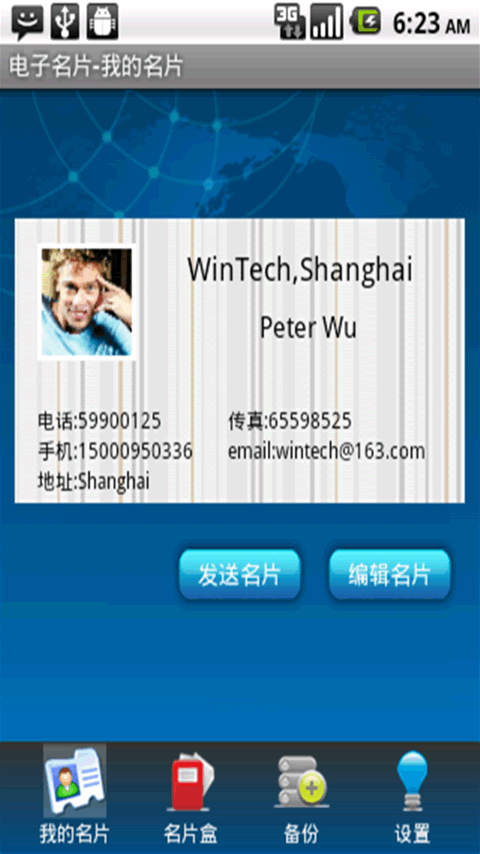 3G
6:23 AM
电子名片-我的名片
WinTech,Shanghai
Peter Wu
电话:59900125
传真:65598525
手机:15000950336
email:wintech@163.com
地址:Shanghai
发送名片
编辑名片
我的名片
名片盒
备份
设置